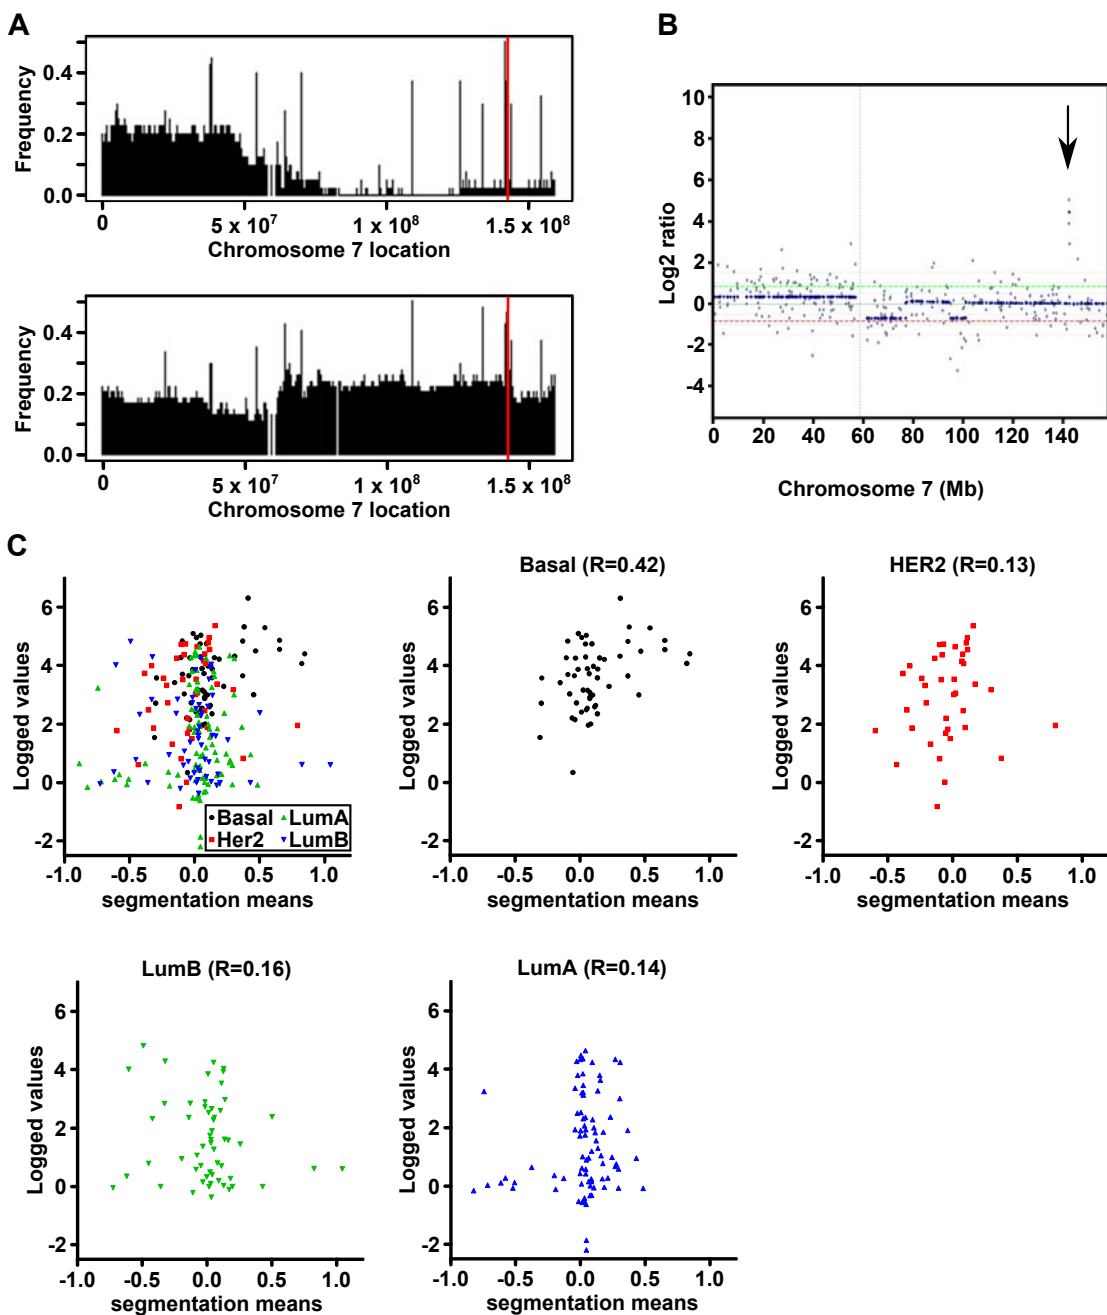 A
B
Frequency
0.4
0.2
0.0
0
5 x 10⁷
1 x 10⁸
1.5 x 10⁸
Chromosome 7 location
Frequency
0.4
0.2
0.0
0
5 x 10⁷
1 x 10⁸
1.5 x 10⁸
Chromosome 7 location
Log2 ratio
10
8
6
4
2
0
-2
-4
0 20 40 60 80 100 120 140
Chromosome 7 (Mb)
C
Logged values
6
4
2
0
-2
Basal LumA
Her2 LumB
-1.0 -0.5 0.0 0.5 1.0
segmentation means
Basal (R=0.42)
Logged values
6
4
2
0
-2
-1.0 -0.5 0.0 0.5 1.0
segmentation means
HER2 (R=0.13)
Logged values
6
4
2
0
-2
-1.0 -0.5 0.0 0.5 1.0
segmentation means
LumB (R=0.16)
Logged values
6
4
2
0
-2
-1.0 -0.5 0.0 0.5 1.0
segmentation means
LumA (R=0.14)
Logged values
6
4
2
0
-2
-1.0 -0.5 0.0 0.5 1.0
segmentation means